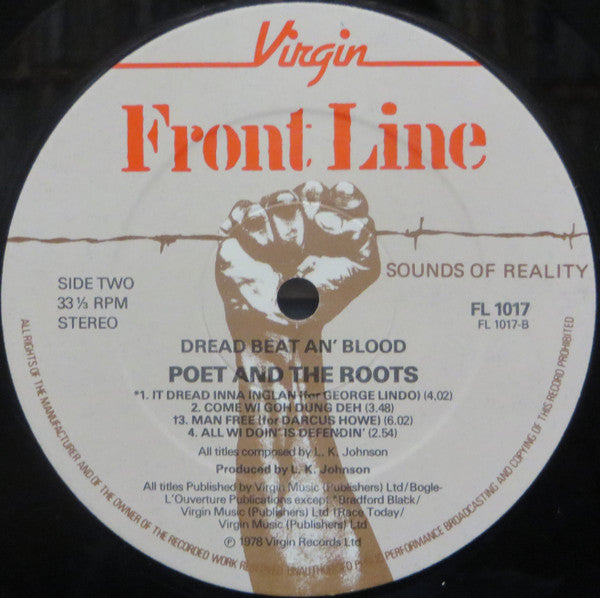 Virgin
Front Line
SOUNDS OF REALITY
SIDE TWO
33 ⅓ RPM
STEREO
FL 1017
FL 1017-B
DREAD BEAT AN' BLOOD
POET AND THE ROOTS
*1. IT DREAD INNA INGLAN (for GEORGE LINDO) (4,02)
2. COME WI GOH DUNG DEH (3.48)
†3. MAN FREE (for DARCUS HOWE) (6.02)
4. ALL WI DOIN' IS DEFENDIN' (2.54)
All titles composed by L. K. Johnson
Produced by L. K. Johnson
All titles Published by Virgin Music (Publishers) Ltd/Bogle-
L'Ouverture Publications except *Bradford Black/
Virgin Music (Publishers) Ltd †Race Today/
Virgin Music (Publishers) Ltd
℗ 1978 Virgin Records Ltd
ALL RIGHTS OF THE MANUFACTURER AND OF THE OWNER OF THE RECORDED WORK PERFORMANCE BROADCASTING AND COPYING OF THIS RECORD PROHIBITED